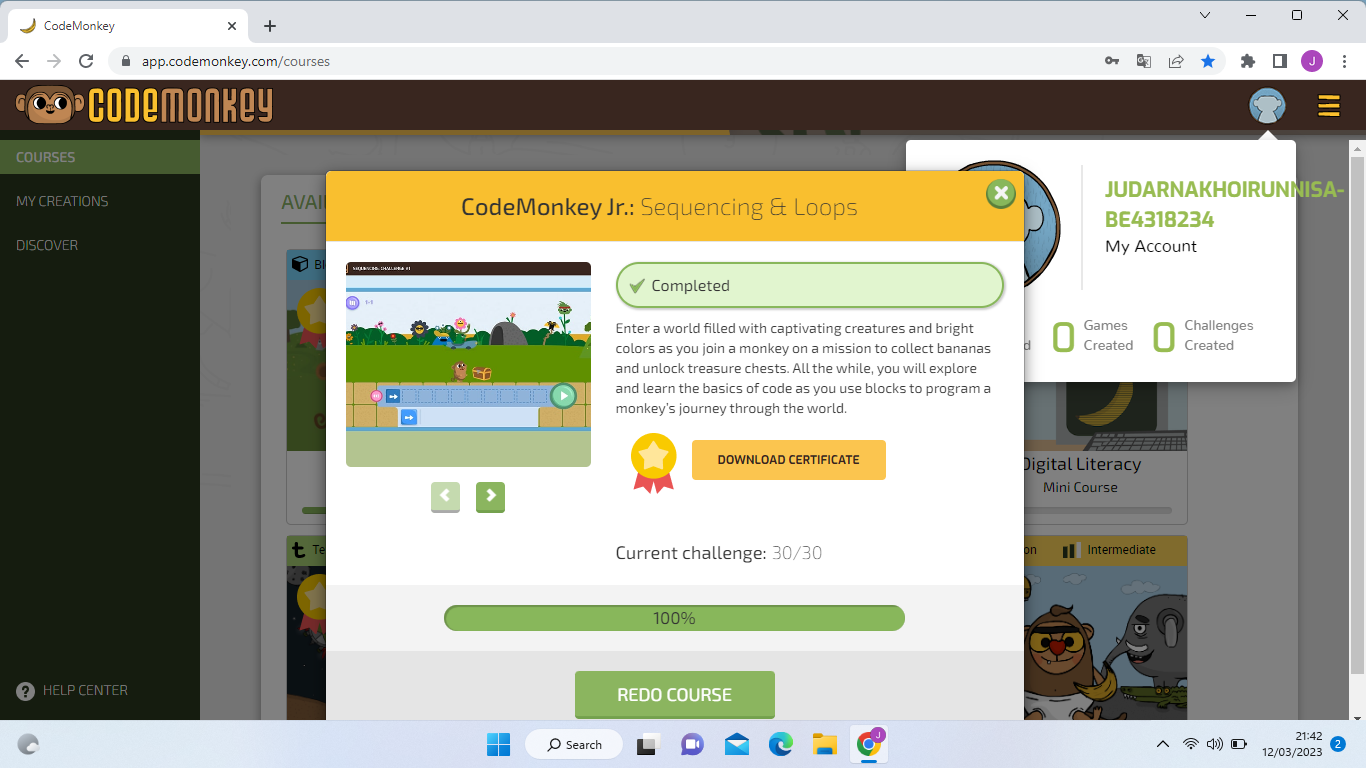 CodeMonkey
app.codemonkey.com/courses
J
CODEMONKEY
COURSES
MY CREATIONS
DISCOVER
HELP CENTER
JUDARNAKHOIRUNNISA-
BE4318234
My Account
0 Games
Created
0 Challenges
Created
CodeMonkey Jr.: Sequencing & Loops
SEQUENCING CHALLENGE #1
1-1
Completed
Enter a world filled with captivating creatures and bright
colors as you join a monkey on a mission to collect bananas
and unlock treasure chests. All the while, you will explore
and learn the basics of code as you use blocks to program a
monkey's journey through the world.
DOWNLOAD CERTIFICATE
Current challenge: 30/30
100%
REDO COURSE
Digital Literacy
Mini Course
Intermediate
Search
J
21:42
12/03/2023
2